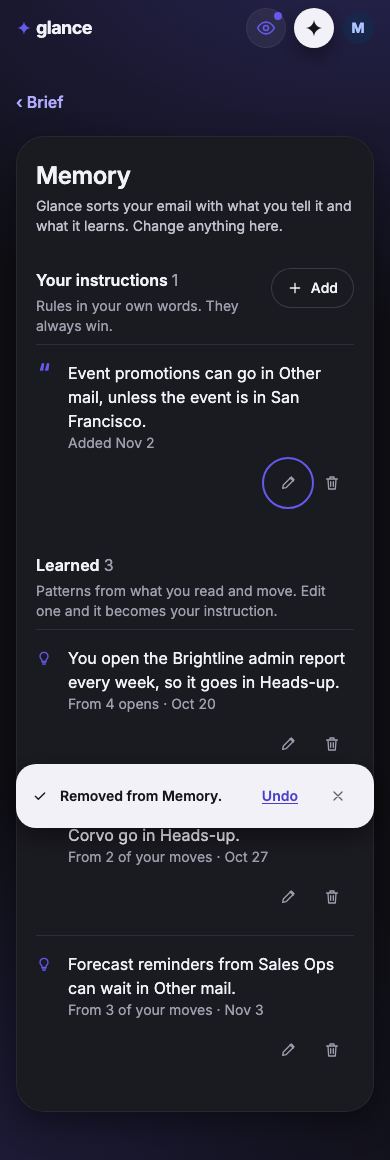 glance
M
‹ Brief
Memory
Glance sorts your email with what you tell it and
what it learns. Change anything here.
Your instructions 1
+ Add
Rules in your own words. They
always win.
“
Event promotions can go in Other
mail, unless the event is in San
Francisco.
Added Nov 2
Learned 3
Patterns from what you read and move. Edit
one and it becomes your instruction.
You open the Brightline admin report
every week, so it goes in Heads-up.
From 4 opens · Oct 20
Removed from Memory.
Undo
Corvo go in Heads-up.
From 2 of your moves · Oct 27
Forecast reminders from Sales Ops
can wait in Other mail.
From 3 of your moves · Nov 3